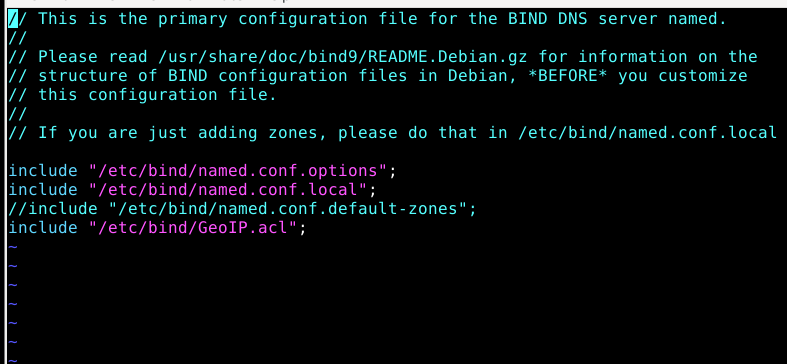 // This is the primary configuration file for the BIND DNS server named.
//
// Please read /usr/share/doc/bind9/README.Debian.gz for information on the
// structure of BIND configuration files in Debian, *BEFORE* you customize
// this configuration file.
//
// If you are just adding zones, please do that in /etc/bind/named.conf.local

include "/etc/bind/named.conf.options";
include "/etc/bind/named.conf.local";
//include "/etc/bind/named.conf.default-zones";
include "/etc/bind/GeoIP.acl";
~
~
~
~
~
~
~